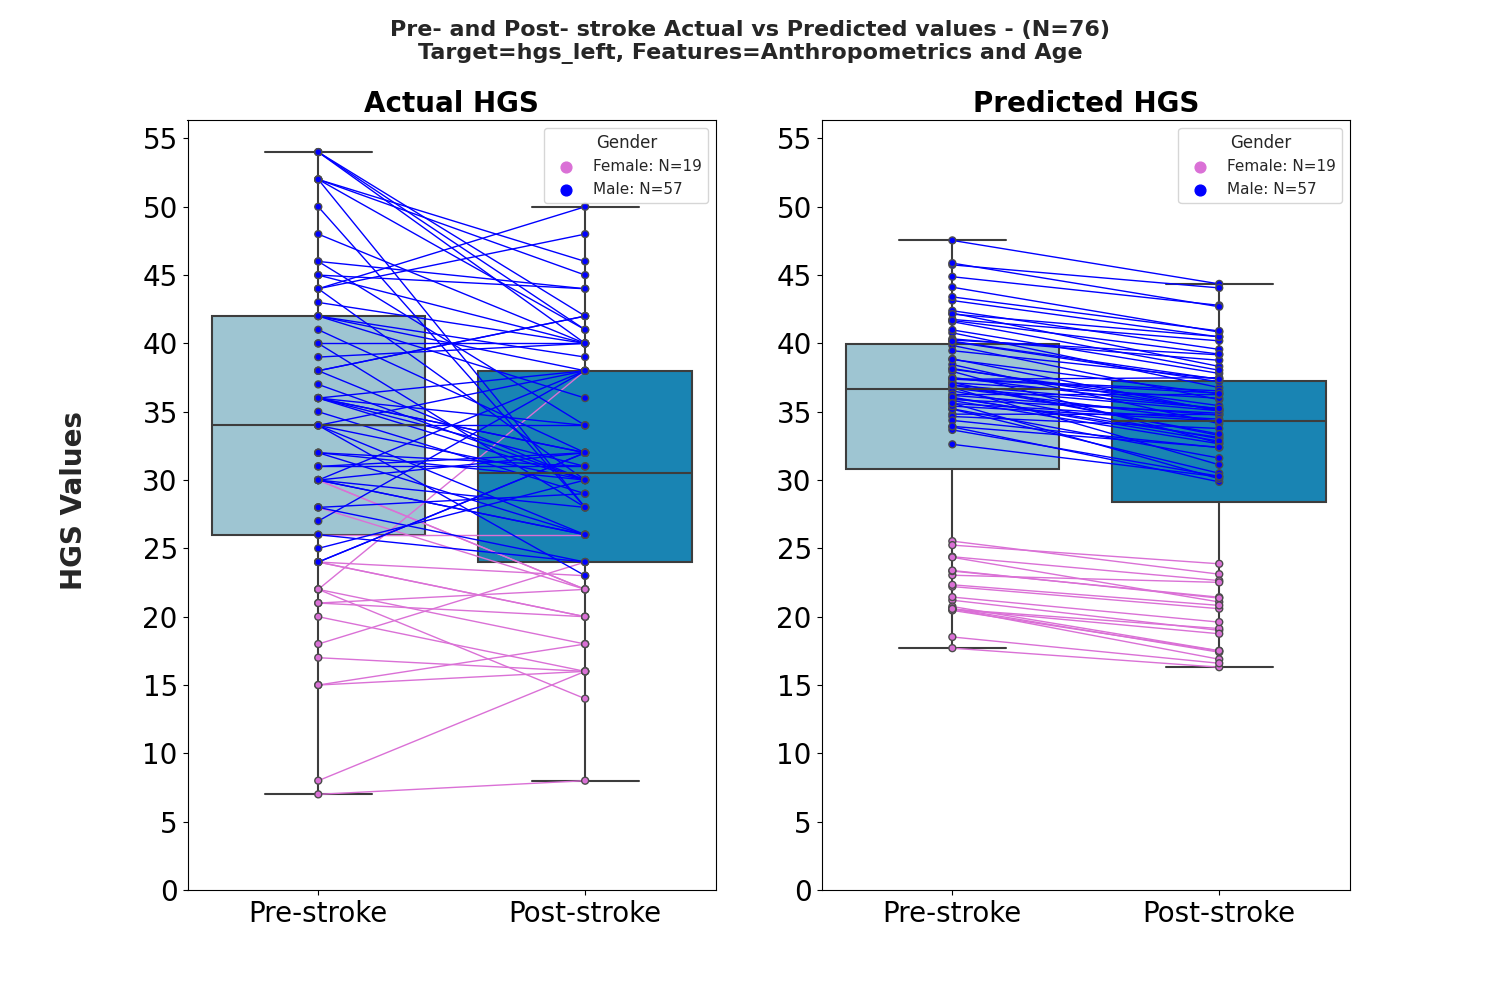 Pre- and Post- stroke Actual vs Predicted values - (N=76)
Target=hgs_left, Features=Anthropometrics and Age
Actual HGS
Predicted HGS
HGS Values
55
50
45
40
35
30
25
20
15
10
5
0
Gender
Female: N=19
Male: N=57
Pre-stroke
Post-stroke
55
50
45
40
35
30
25
20
15
10
5
0
Gender
Female: N=19
Male: N=57
Pre-stroke
Post-stroke